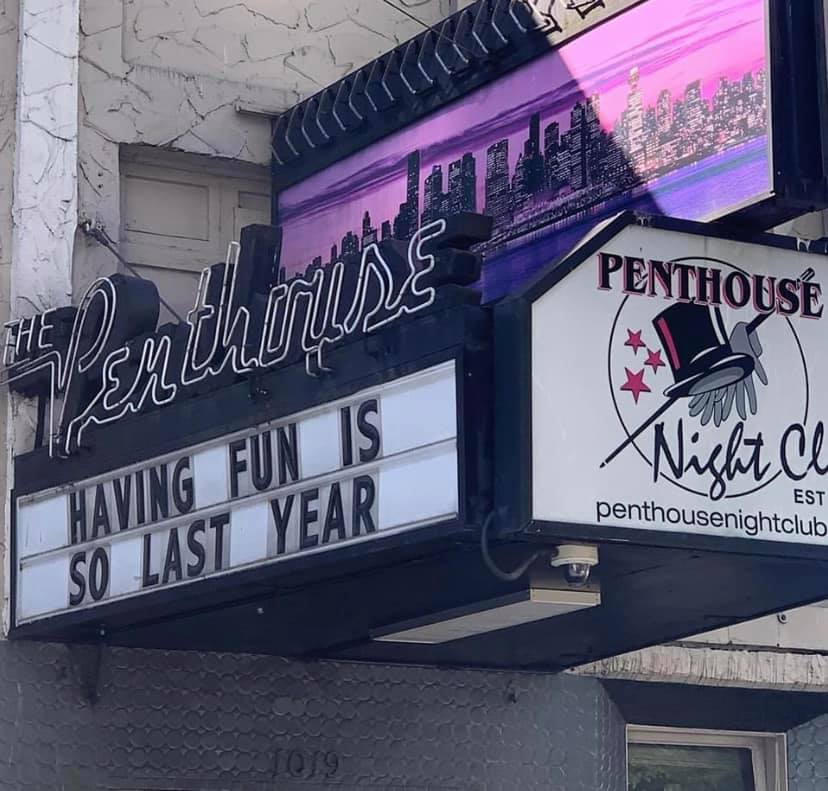 THE
Penthouse
HAVING FUN IS
SO LAST YEAR
PENTHOUSE
Night Cl
EST
penthousenightclub
1019